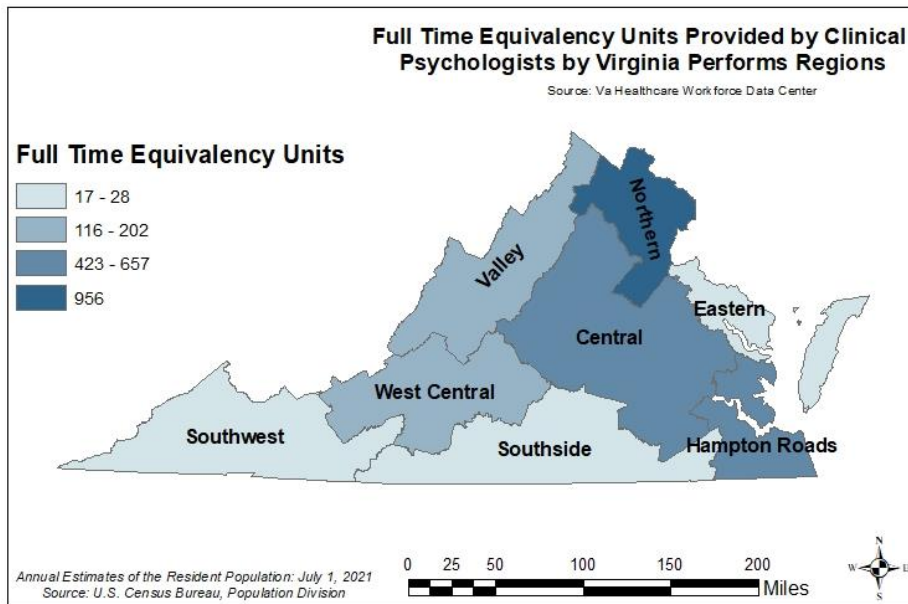 Full Time Equivalency Units Provided by Clinical
Psychologists by Virginia Performs Regions
Source: Va Healthcare Workforce Data Center
Full Time Equivalency Units
17 - 28
116 - 202
423 - 657
956
Northern
Valley
Eastern
Central
West Central
Southwest
Southside
Hampton Roads
Annual Estimates of the Resident Population: July 1, 2021
Source: U.S. Census Bureau, Population Division
0 25 50 100 150 200
Miles
N
W E
S